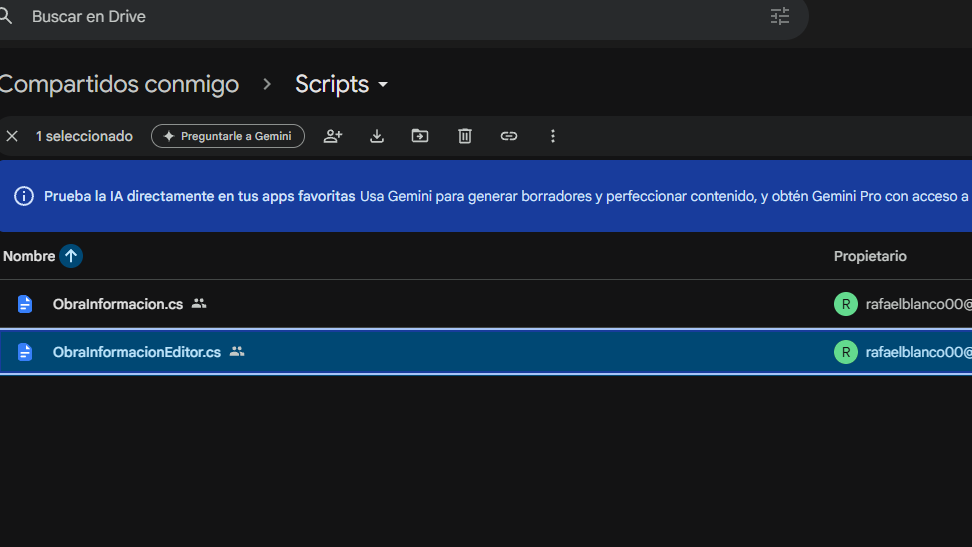 Buscar en Drive
Compartidos conmigo > Scripts
1 seleccionado Preguntarle a Gemini
Prueba la IA directamente en tus apps favoritas Usa Gemini para generar borradores y perfeccionar contenido, y obtén Gemini Pro con acceso a
Nombre Propietario
ObraInformacion.cs R rafaelblanco00@
ObraInformacionEditor.cs R rafaelblanco00@